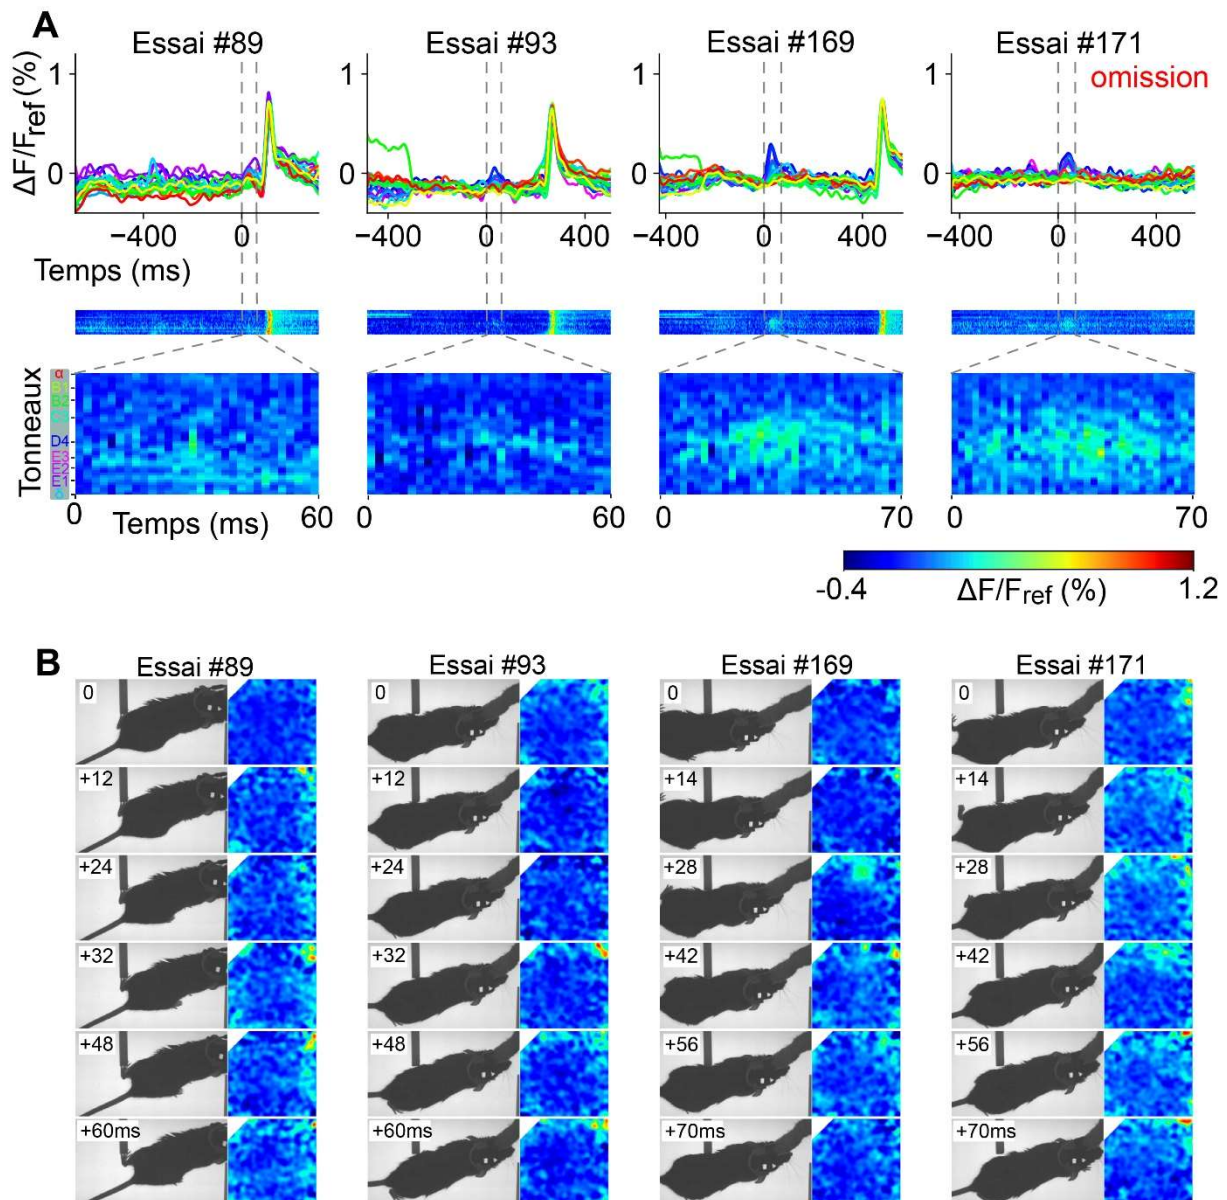 A
Essai #89
Essai #93
Essai #169
Essai #171
omission
ΔF/Fref (%)
1
0
1
0
1
0
1
0
−400
0
0
400
−400
0
400
−400
0
400
Temps (ms)
Tonneaux
α
B1
B2
D4
E3
E2
E1
0
Temps (ms)
60
0
60
0
70
0
70
-0.4
ΔF/Fref (%)
1.2
B
Essai #89
Essai #93
Essai #169
Essai #171
0
0
0
0
+12
+12
+14
+14
+24
+24
+28
+28
+32
+32
+42
+42
+48
+48
+56
+56
+60ms
+60ms
+70ms
+70ms